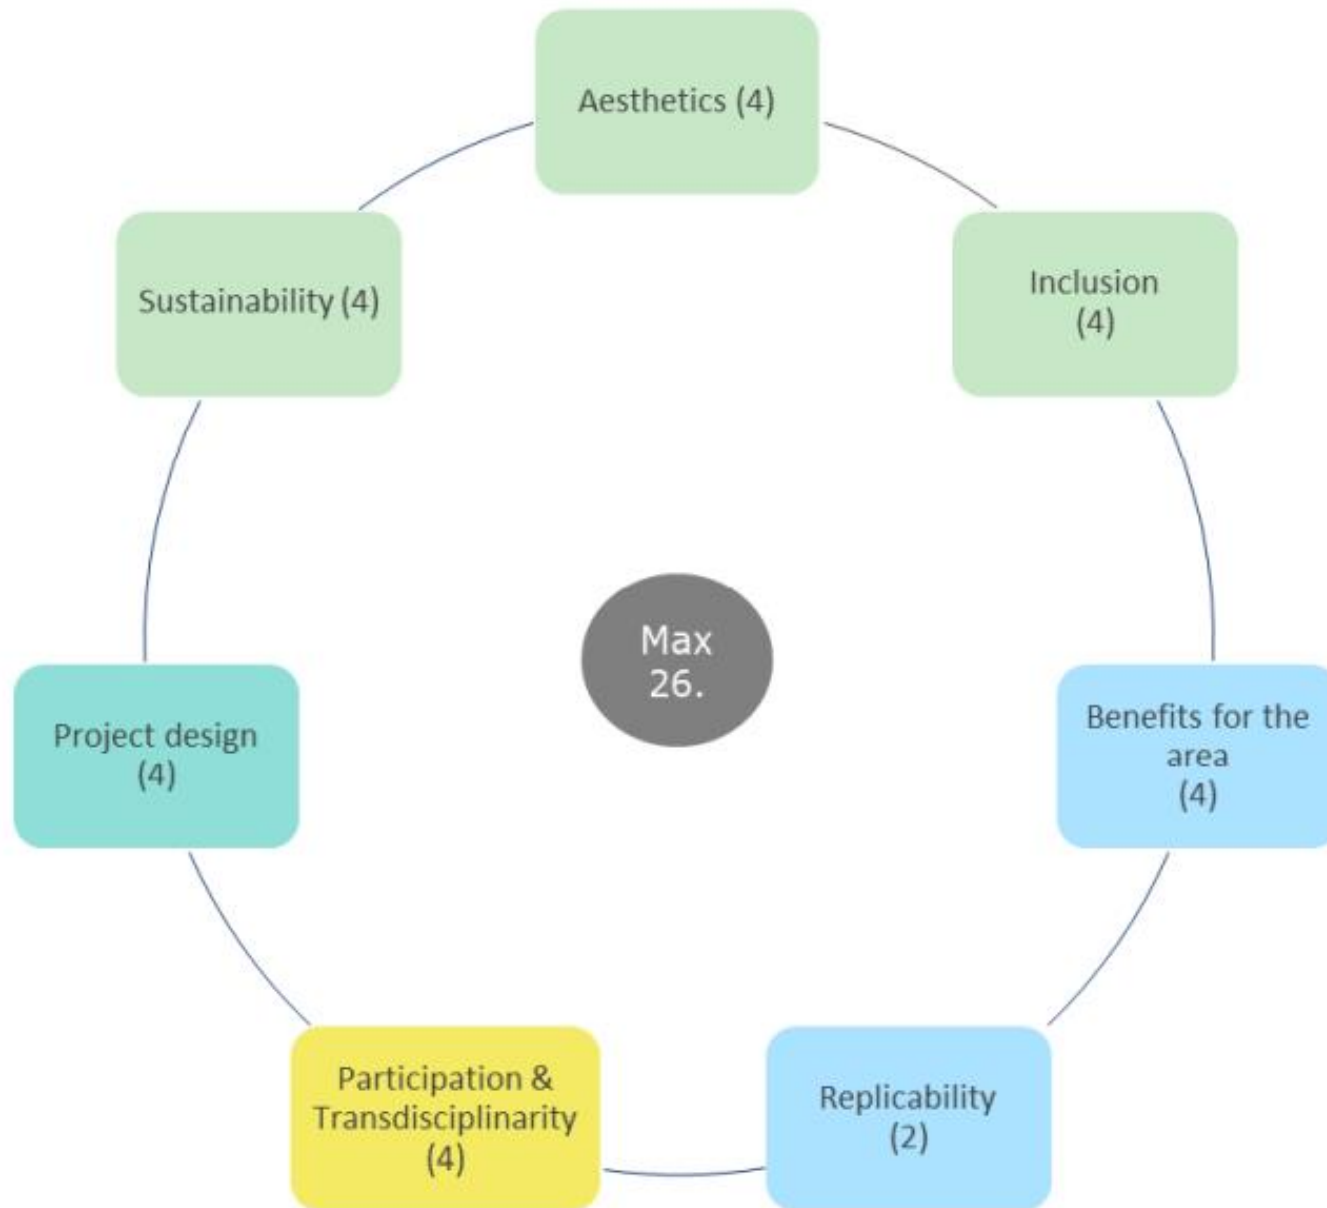 Aesthetics (4)
Sustainability (4)
Inclusion
(4)
Max
26.
Project design
(4)
Benefits for the
area
(4)
Participation &
Transdisciplinarity
(4)
Replicability
(2)